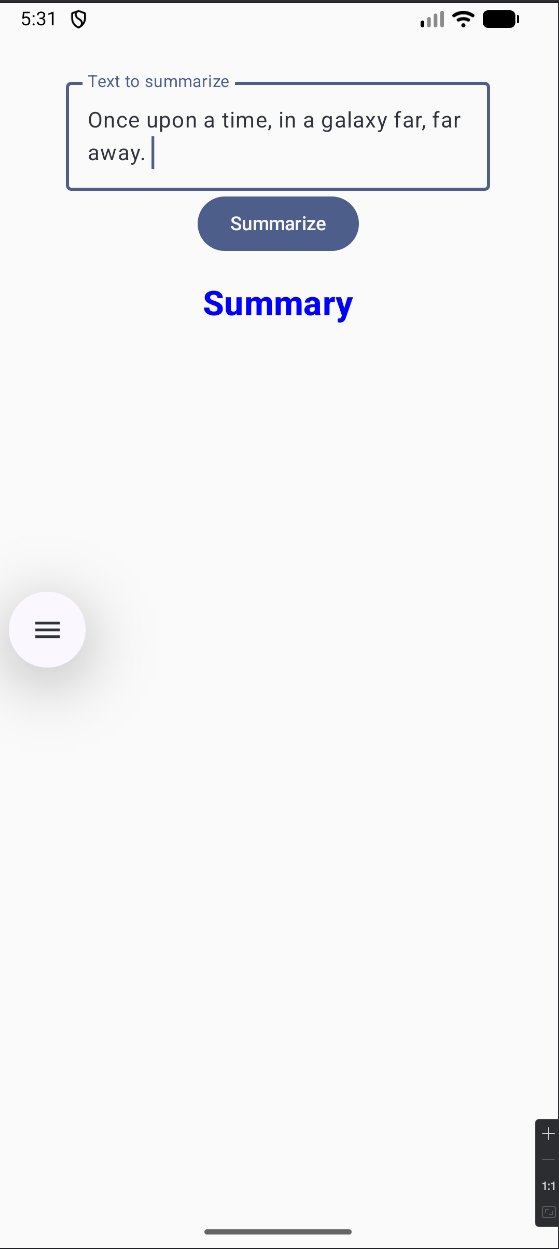 5:31
Text to summarize
Once upon a time, in a galaxy far, far
away.
Summarize
Summary
1:1